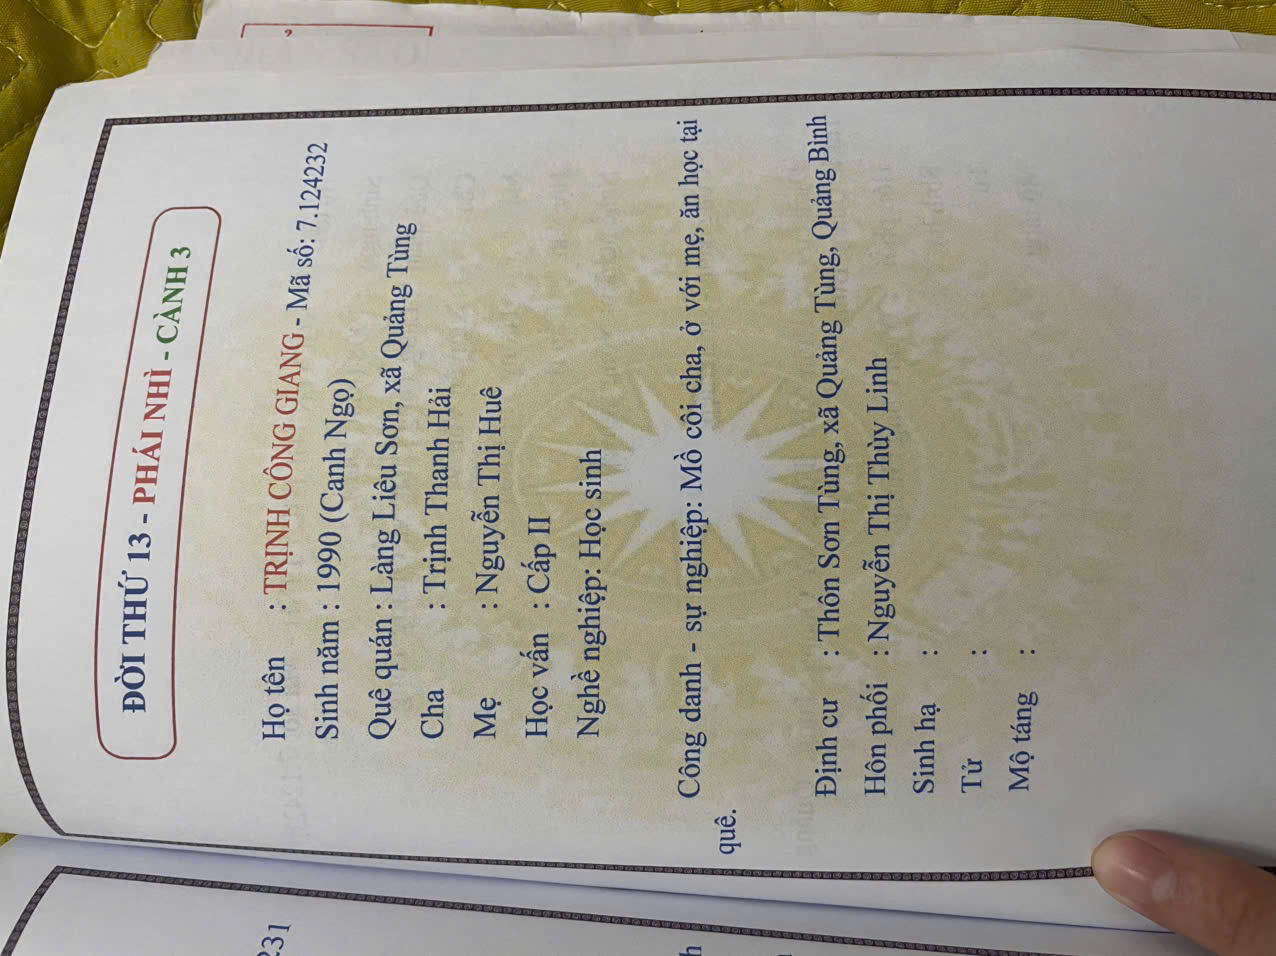 ĐỜI THỨ 13 - PHÁI NHÌ - CÀNH 3
Họ tên : TRỊNH CÔNG GIANG - Mã số: 7.124232
Sinh năm : 1990 (Canh Ngọ)
Quê quán : Làng Liêu Sơn, xã Quảng Tùng
Cha : Trịnh Thanh Hải
Mẹ : Nguyễn Thị Huê
Học vấn : Cấp II
Nghề nghiệp: Học sinh
Công danh - sự nghiệp: Mồ côi cha, ở với mẹ, ăn học tại
quê.
Định cư : Thôn Sơn Tùng, xã Quảng Tùng, Quảng Bình
Hôn phối : Nguyễn Thị Thùy Linh
Sinh hạ :
Tử :
Mộ táng :
231
h